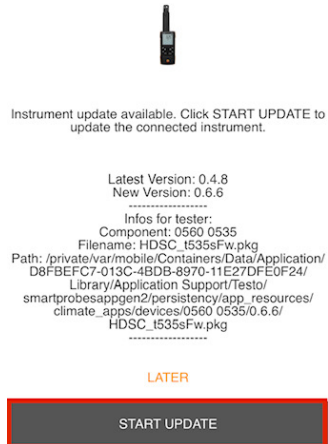 Instrument update available. Click START UPDATE to
update the connected instrument.
Latest Version: 0.4.8
New Version: 0.6.6
------------------
Infos for tester:
Component: 0560 0535
Filename: HDSC_t535sFw.pkg
Path: /private/var/mobile/Containers/Data/Application/
D8FBEFC7-013C-4BDB-8970-11E27DFE0F24/
Library/Application Support/Testo/
smartprobesappgen2/persistency/app_resources/
climate_apps/devices/0560 0535/0.6.6/
HDSC_t535sFw.pkg
------------------
LATER
START UPDATE